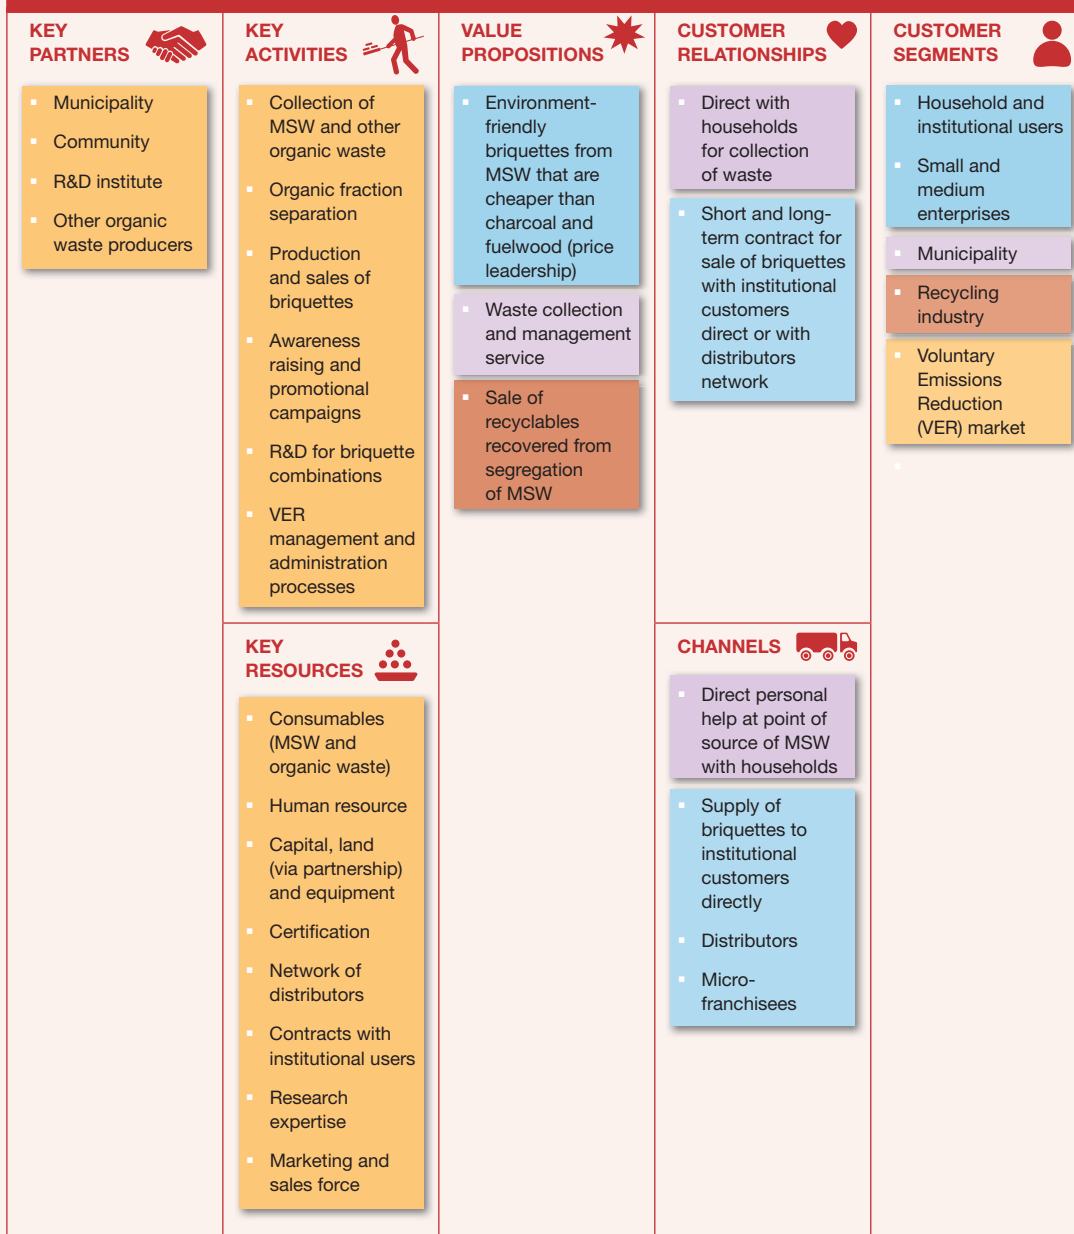 KEY
PARTNERS
Municipality
Community
R&D institute
Other organic
waste producers
KEY
ACTIVITIES
Collection of
MSW and other
organic waste
Organic fraction
separation
Production
and sales of
briquettes
Awareness
raising and
promotional
campaigns
R&D for briquette
combinations
VER
management and
administration
processes
KEY
RESOURCES
Consumables
(MSW and
organic waste)
Human resource
Capital, land
(via partnership)
and equipment
Certification
Network of
distributors
Contracts with
institutional users
Research
expertise
Marketing and
sales force
VALUE
PROPOSITIONS
Environment-
friendly
briquettes from
MSW that are
cheaper than
charcoal and
fuelwood (price
leadership)
Waste collection
and management
service
Sale of
recyclables
recovered from
segregation
of MSW
CUSTOMER
RELATIONSHIPS
Direct with
households
for collection
of waste
Short and long-
term contract for
sale of briquettes
with institutional
customers
direct or with
distributors
network
CHANNELS
Direct personal
help at point of
source of MSW
with households
Supply of
briquettes to
institutional
customers
directly
Distributors
Micro-
franchisees
CUSTOMER
SEGMENTS
Household and
institutional users
Small and
medium
enterprises
Municipality
Recycling
industry
Voluntary
Emissions
Reduction
(VER) market